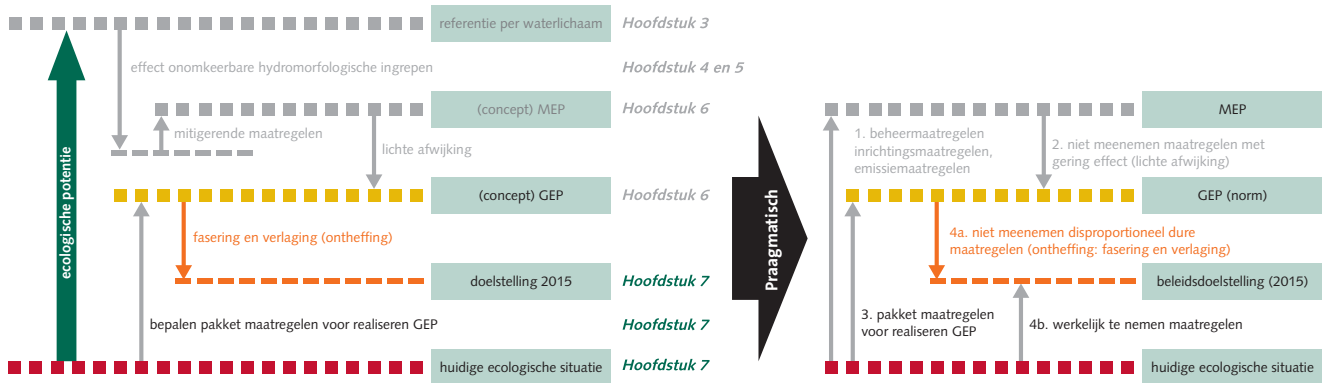 referentie per waterlichaam
Hoofdstuk 3
effect onomkeerbare hydromorfologische ingrepen
Hoofdstuk 4 en 5
(concept) MEP
Hoofdstuk 6
mitigerende maatregelen
lichte afwijking
(concept) GEP
Hoofdstuk 6
fasering en verlaging (ontheffing)
doelstelling 2015
Hoofdstuk 7
bepalen pakket maatregelen voor realiseren GEP
Hoofdstuk 7
huidige ecologische situatie
Hoofdstuk 7
ecologische potentie
Praagmatisch
MEP
1. beheermaatregelen
inrichtingsmaatregelen,
emissiemaatregelen
2. niet meenemen maatregelen met
gering effect (lichte afwijking)
GEP (norm)
4a. niet meenemen disproportioneel dure
maatregelen (ontheffing: fasering en verlaging)
beleidsdoelstelling (2015)
3. pakket maatregelen
voor realiseren GEP
4b. werkelijk te nemen maatregelen
huidige ecologische situatie